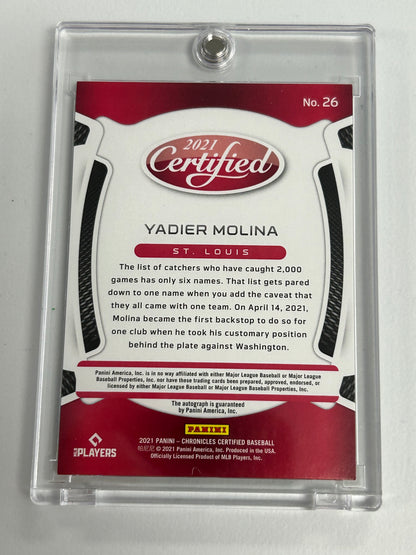 No. 26
2021
Certified
YADIER MOLINA
ST. LOUIS
The list of catchers who have caught 2,000
games has only six names. That list gets pared
down to one name when you add the caveat that
they all came with one team. On April 14, 2021,
Molina became the first backstop to do so for
one club when he took his customary position
behind the plate against Washington.
Panini America, Inc. is in no way affiliated with either Major League Baseball or Major League
Baseball Properties, Inc. nor have these trading cards been prepared, approved, endorsed, or
licensed by either Major League Baseball or Major League Baseball Properties, Inc.
The autograph is guaranteed
by Panini America, Inc.
PANINI
MLB PLAYERS
2021 PANINI – CHRONICLES CERTIFIED BASEBALL
帕尼尼 © 2021 Panini America, Inc. Produced in the USA.
Officially Licensed Product of MLB Players, Inc.